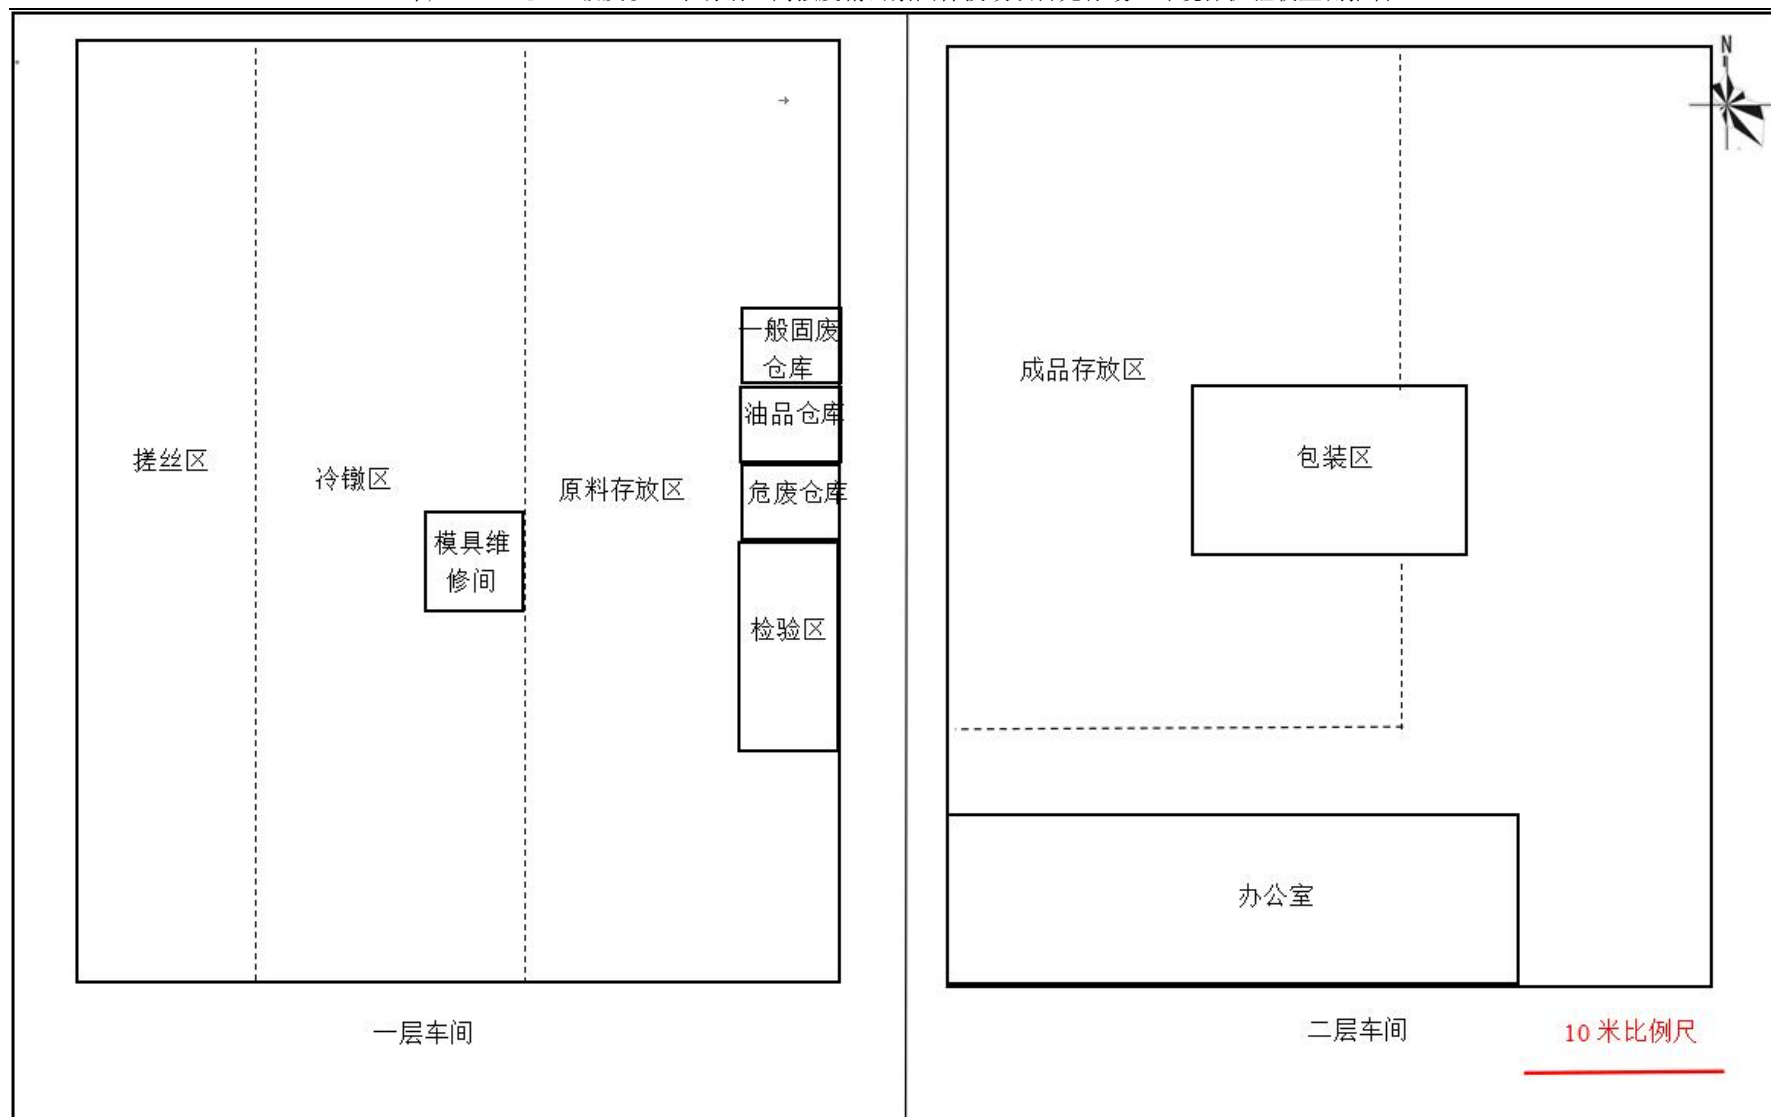 N
一般固废
仓库
油品仓库
危废仓库
搓丝区
冷镦区
原料存放区
模具维
修间
检验区
成品存放区
包装区
办公室
一层车间
二层车间
10 米比例尺